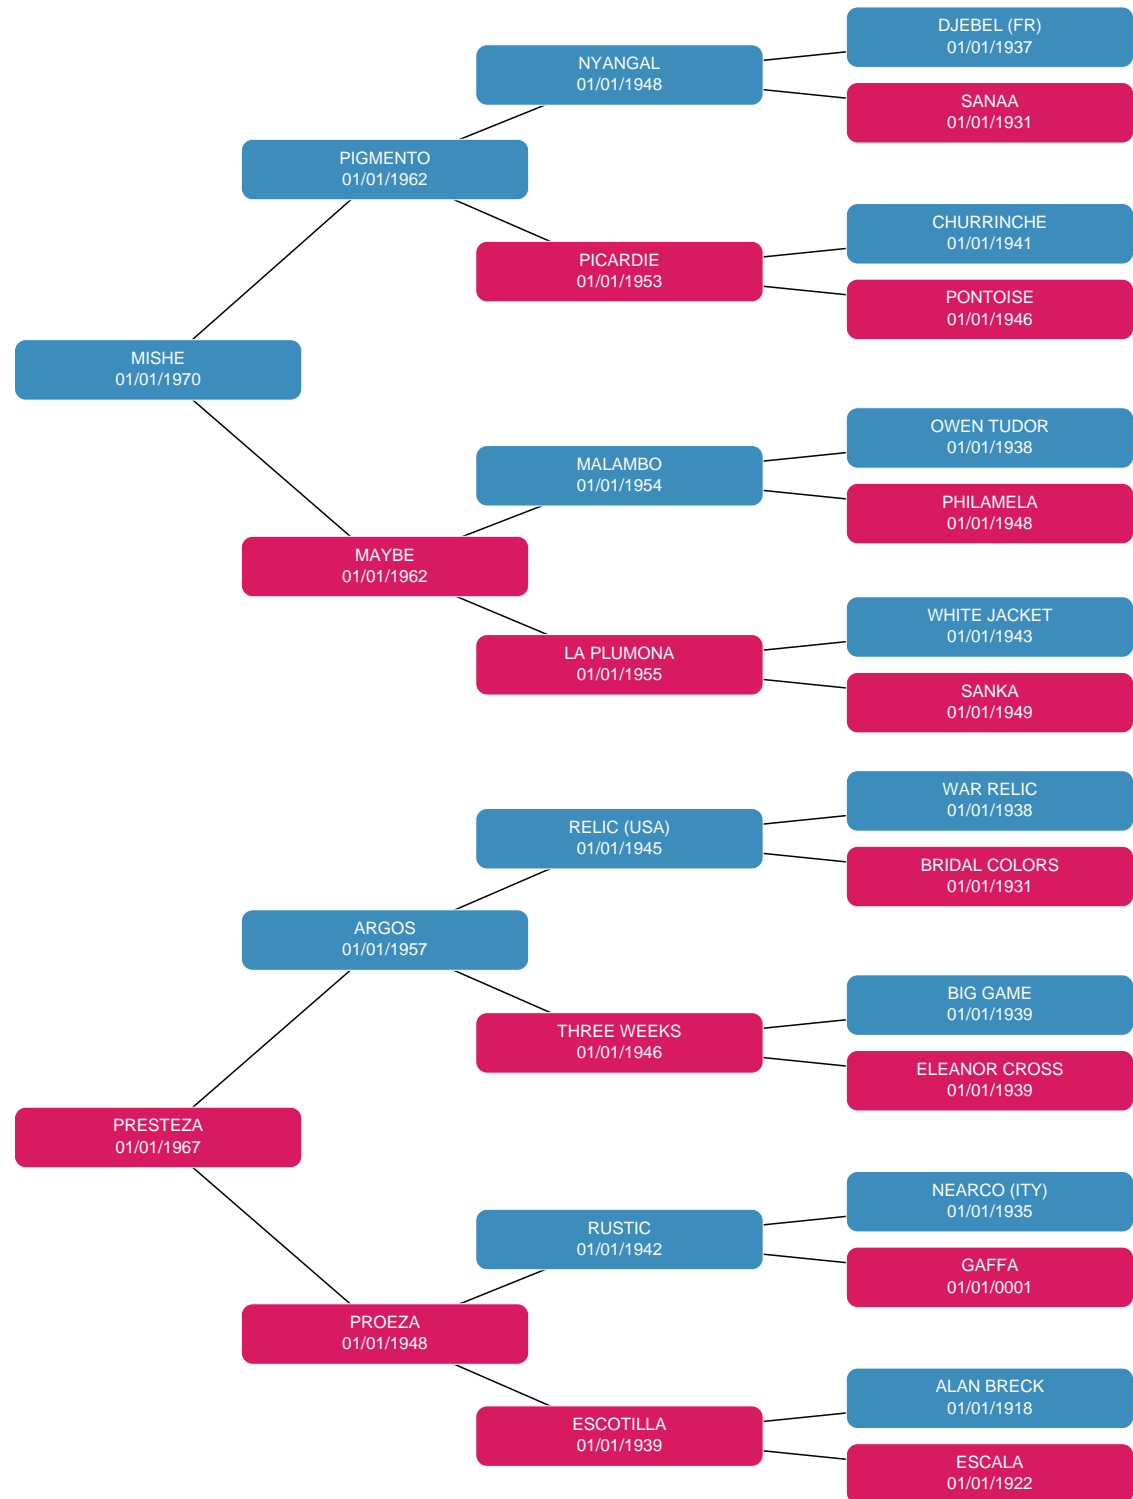 DJEBEL (FR)
01/01/1937
NYANGAL
01/01/1948
SANAA
01/01/1931
PIGMENTO
01/01/1962
CHURRINCHE
01/01/1941
PICARDIE
01/01/1953
PONTOISE
01/01/1946
MISHE
01/01/1970
OWEN TUDOR
01/01/1938
MALAMBO
01/01/1954
PHILAMELA
01/01/1948
MAYBE
01/01/1962
WHITE JACKET
01/01/1943
LA PLUMONA
01/01/1955
SANKA
01/01/1949
WAR RELIC
01/01/1938
RELIC (USA)
01/01/1945
BRIDAL COLORS
01/01/1931
ARGOS
01/01/1957
BIG GAME
01/01/1939
THREE WEEKS
01/01/1946
ELEANOR CROSS
01/01/1939
PRESTEZA
01/01/1967
NEARCO (ITY)
01/01/1935
RUSTIC
01/01/1942
GAFFA
01/01/0001
PROEZA
01/01/1948
ALAN BRECK
01/01/1918
ESCOTILLA
01/01/1939
ESCALA
01/01/1922